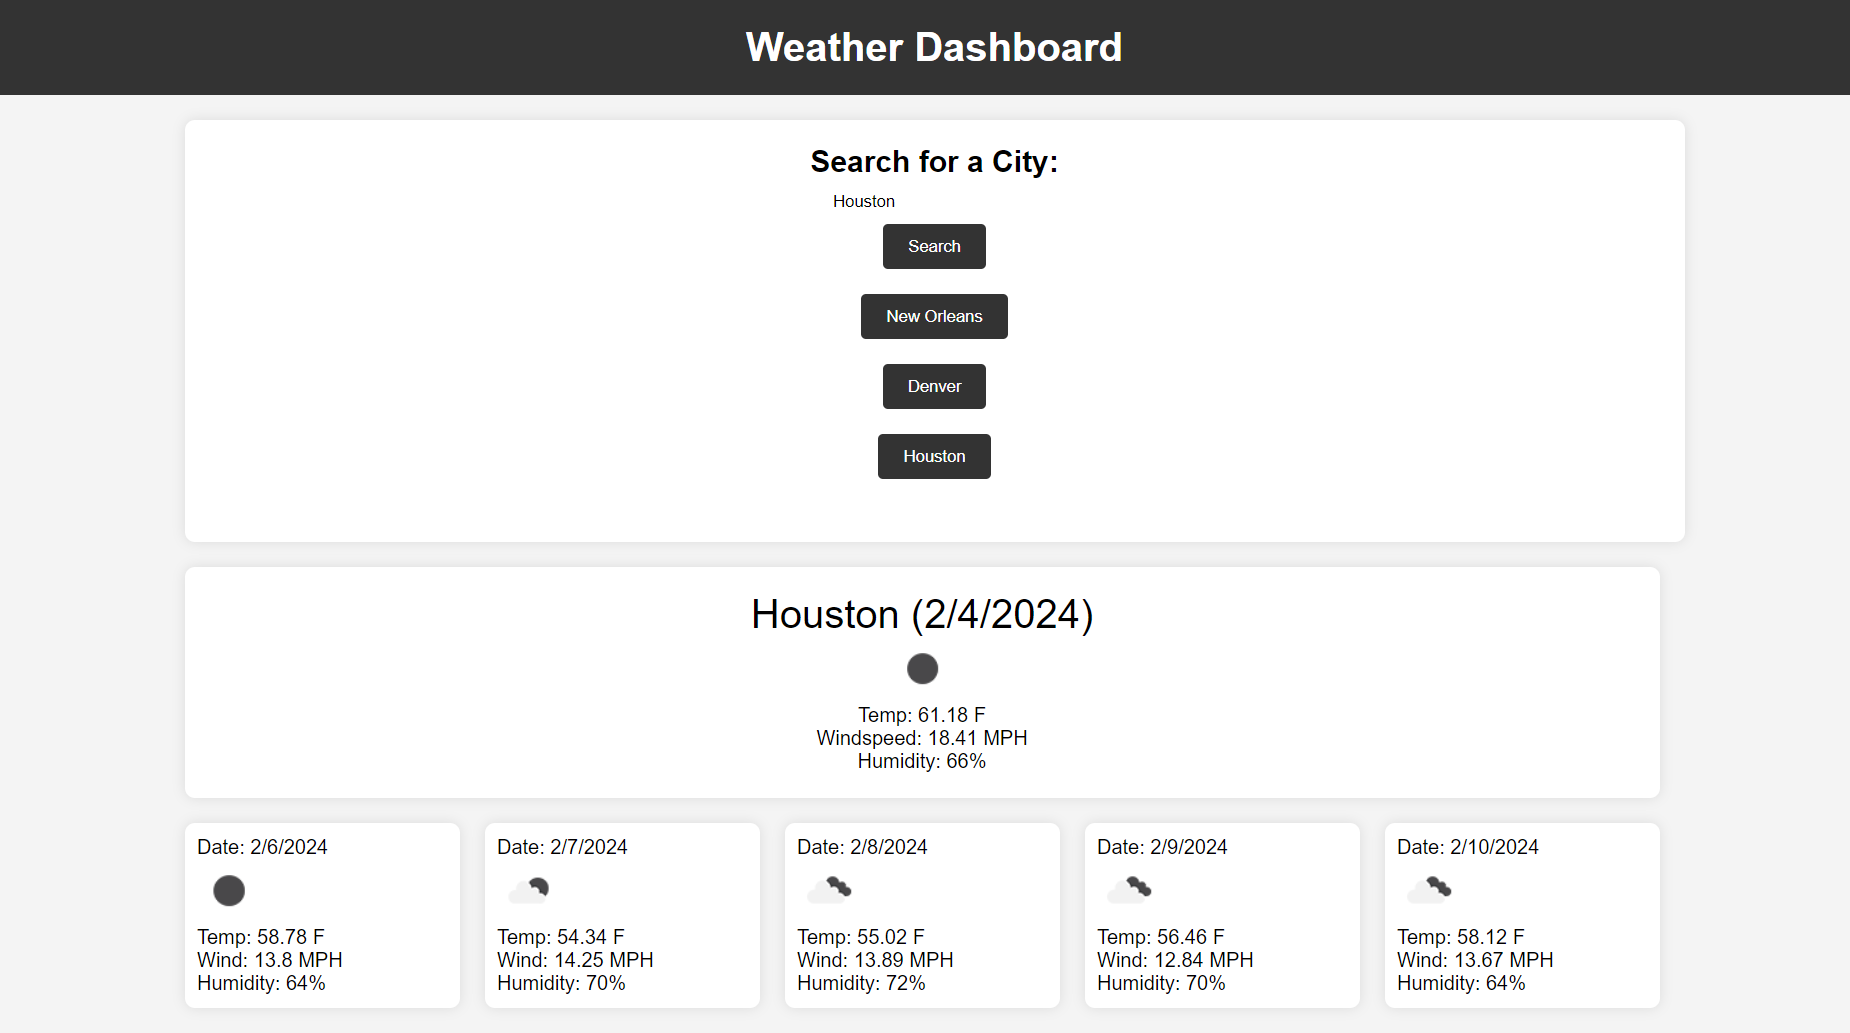 Weather Dashboard
Search for a City:
Houston
Search
New Orleans
Denver
Houston
Houston (2/4/2024)
Temp: 61.18 F
Windspeed: 18.41 MPH
Humidity: 66%
Date: 2/6/2024
Temp: 58.78 F
Wind: 13.8 MPH
Humidity: 64%
Date: 2/7/2024
Temp: 54.34 F
Wind: 14.25 MPH
Humidity: 70%
Date: 2/8/2024
Temp: 55.02 F
Wind: 13.89 MPH
Humidity: 72%
Date: 2/9/2024
Temp: 56.46 F
Wind: 12.84 MPH
Humidity: 70%
Date: 2/10/2024
Temp: 58.12 F
Wind: 13.67 MPH
Humidity: 64%